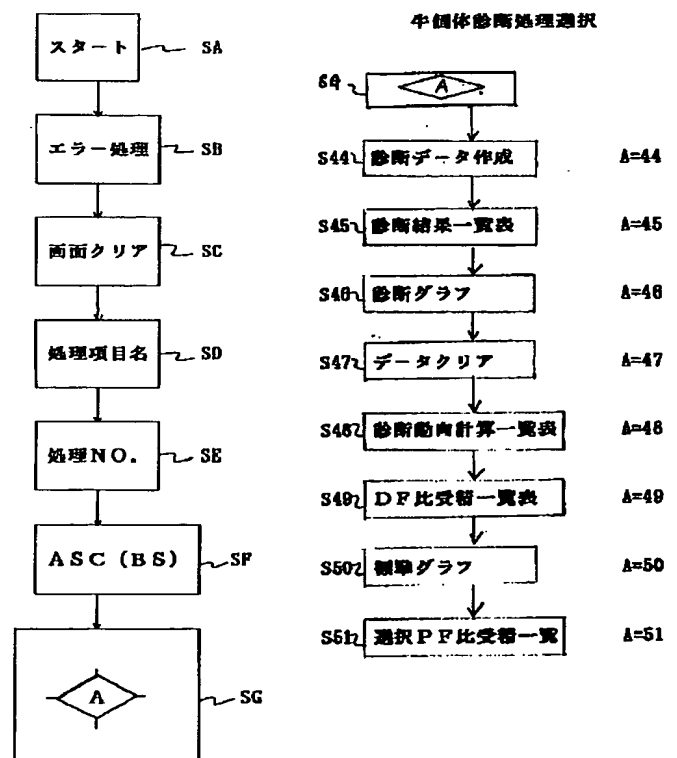 スタート SA
エラー処理 SB
画面クリア SC
処理項目名 SD
処理NO. SE
ASC(BS) SF
A SG
牛個体診断処理選択
SG A
S44 診断データ作成 A=44
S45 診断結果一覧表 A=45
S46 診断グラフ A=46
S47 データクリア A=47
S48 診断動向計算一覧表 A=48
S49 DF比受精一覧表 A=49
S50 標準グラフ A=50
S51 選択PF比受精一覧 A=51